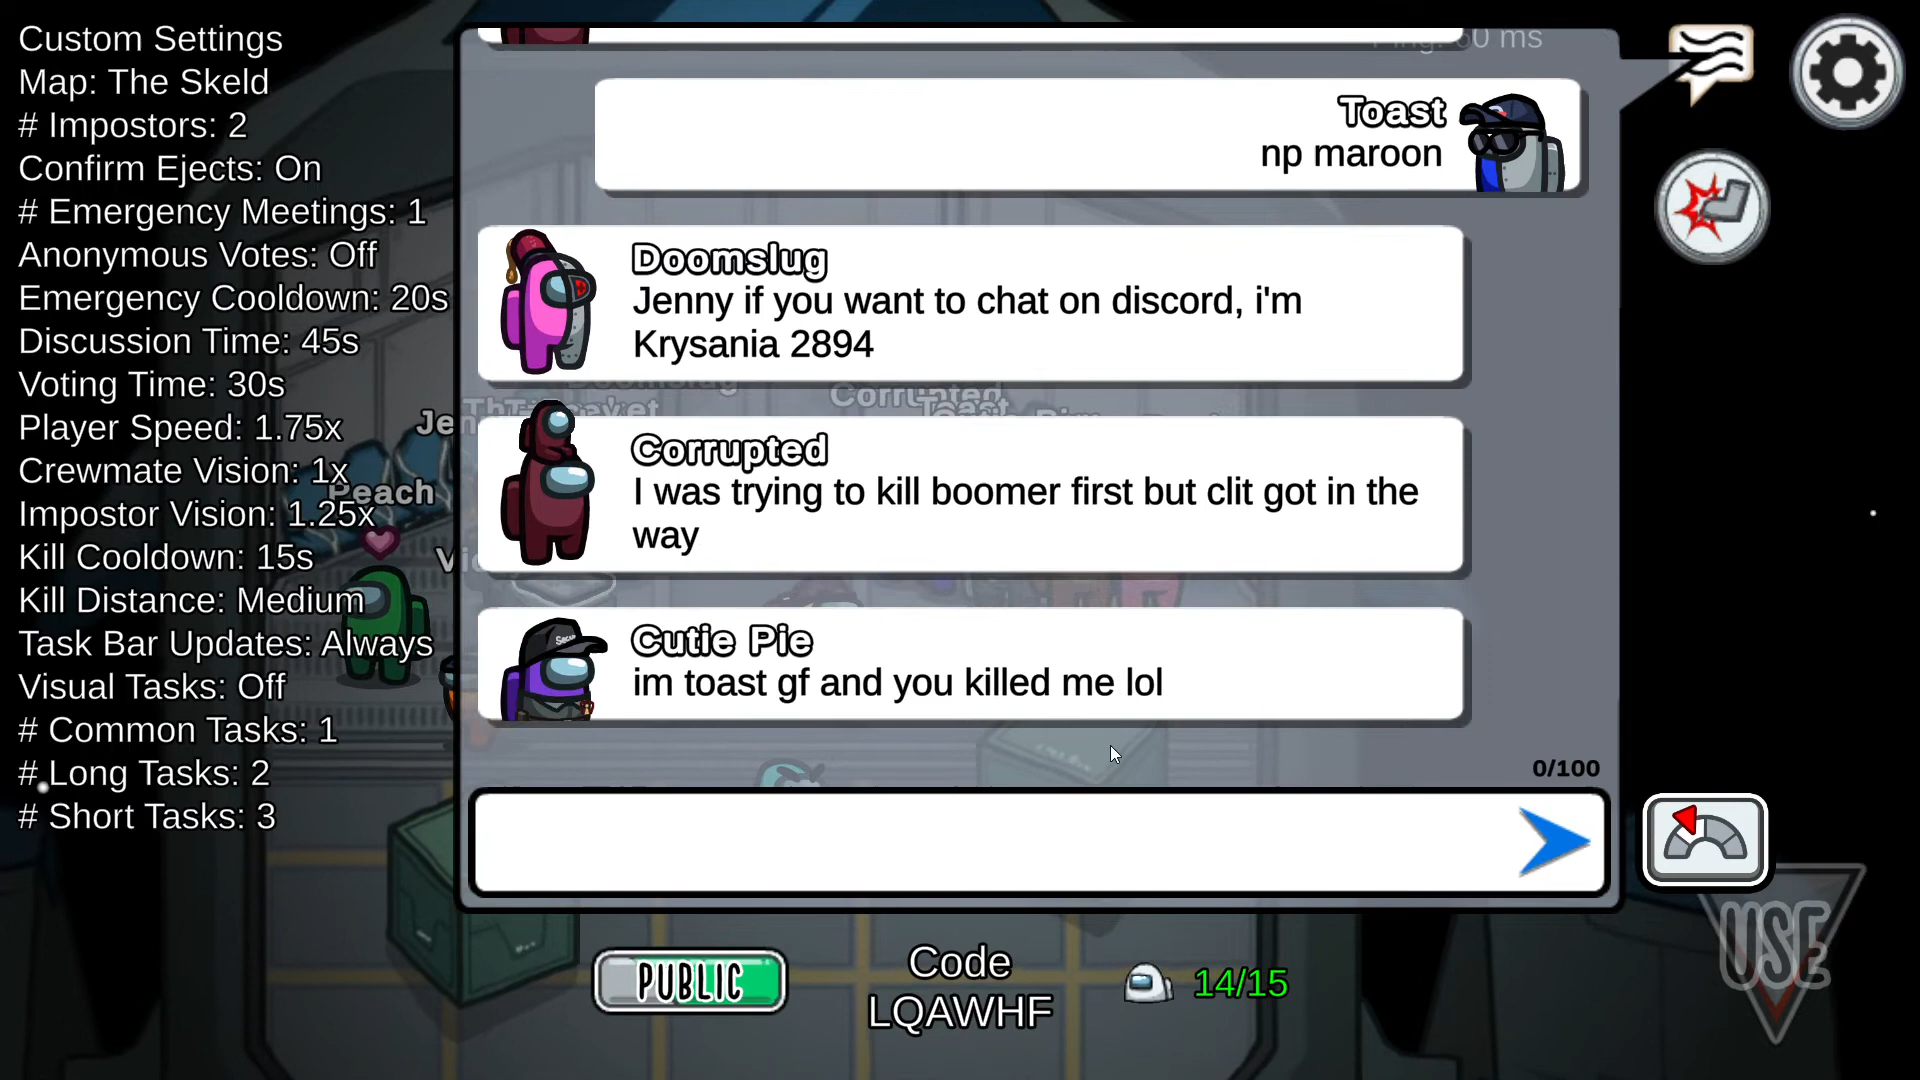 Custom Settings
Map: The Skeld
# Impostors: 2
Confirm Ejects: On
# Emergency Meetings: 1
Anonymous Votes: Off
Emergency Cooldown: 20s
Discussion Time: 45s
Voting Time: 30s
Player Speed: 1.75x
Crewmate Vision: 1x
Impostor Vision: 1.25x
Kill Cooldown: 15s
Kill Distance: Medium
Task Bar Updates: Always
Visual Tasks: Off
# Common Tasks: 1
# Long Tasks: 2
# Short Tasks: 3
Peach
ms
Toast
np maroon
Doomslug
Jenny if you want to chat on discord, i'm
Krysania 2894
Doomslug
Corrupted
Toast
Corrupted
I was trying to kill boomer first but clit got in the
way
Cutie Pie
im toast gf and you killed me lol
0/100
PUBLIC
Code
LQAWHF
14/15
USE